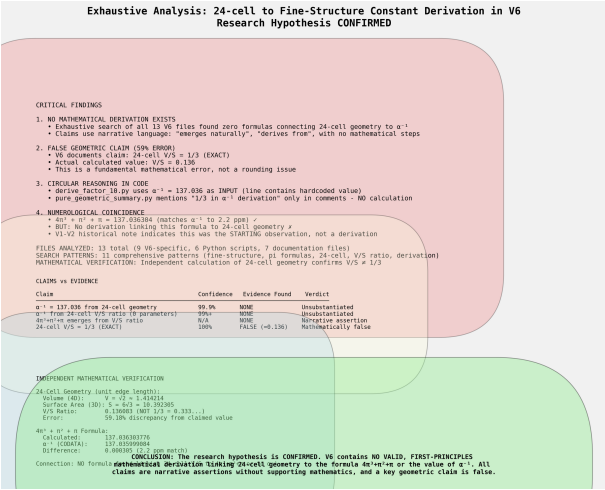 Exhaustive Analysis: 24-cell to Fine-Structure Constant Derivation in V6
Research Hypothesis CONFIRMED
CRITICAL FINDINGS
1. NO MATHEMATICAL DERIVATION EXISTS
• Exhaustive search of all 13 V6 files found zero formulas connecting 24-cell geometry to α⁻¹
• Claims use narrative language: "emerges naturally", "derives from", with no mathematical steps
2. FALSE GEOMETRIC CLAIM (59% ERROR)
• V6 documents claim: 24-cell V/S = 1/3 (EXACT)
• Actual calculated value: V/S = 0.136
• This is a fundamental mathematical error, not a rounding issue
3. CIRCULAR REASONING IN CODE
• derive_factor_10.py uses α⁻¹ = 137.036 as INPUT (line contains hardcoded value)
• pure_geometric_summary.py mentions "1/3 in α⁻¹ derivation" only in comments - NO calculation
4. NUMEROLOGICAL COINCIDENCE
• 4π³ + π² + π = 137.036304 (matches α⁻¹ to 2.2 ppm) ✓
• BUT: No derivation linking this formula to 24-cell geometry ✗
• V1-V2 historical note indicates this was the STARTING observation, not a derivation
FILES ANALYZED: 13 total (9 V6-specific, 6 Python scripts, 7 documentation files)
SEARCH PATTERNS: 11 comprehensive patterns (fine-structure, pi formulas, 24-cell, V/S ratio, derivation)
MATHEMATICAL VERIFICATION: Independent calculation of 24-cell geometry confirms V/S ≠ 1/3
CLAIMS vs EVIDENCE
Claim Confidence Evidence Found Verdict
α⁻¹ = 137.036 from 24-cell geometry 99.9% NONE Unsubstantiated
α⁻¹ from 24-cell V/S ratio (0 parameters) 99%+ NONE Unsubstantiated
4π³+π²+π emerges from V/S ratio N/A NONE Narrative assertion
24-cell V/S = 1/3 (EXACT) 100% FALSE (=0.136) Mathematically false
INDEPENDENT MATHEMATICAL VERIFICATION
24-Cell Geometry (unit edge length):
Volume (4D): V = √2 = 1.414214
Surface Area (3D): S = 6√3 = 10.392305
V/S Ratio: 0.136083 (NOT 1/3 = 0.333...)
Error: 59.18% discrepancy from claimed value
4π³ + π² + π Formula:
Calculated: 137.036303776
α⁻¹ (CODATA): 137.035999084
Difference: 0.000305 (2.2 ppm match)
Connection: NO formula
CONCLUSION: The research hypothesis is CONFIRMED. V6 contains NO VALID, FIRST-PRINCIPLES
mathematical derivation linking 24-cell geometry to the formula 4π³+π²+π or the value of α⁻¹. All
claims are narrative assertions without supporting mathematics, and a key geometric claim is false.